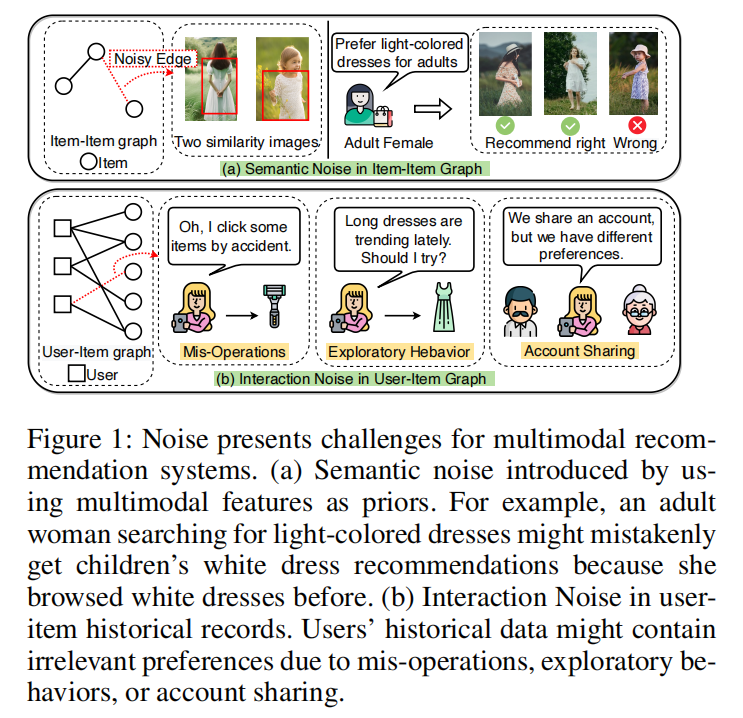 Noisy Edge
Item-Item graph
Item
Two similarity images
Prefer light-colored
dresses for adults
Adult Female
Recommend right
Wrong
(a) Semantic Noise in Item-Item Graph
User-Item graph
User
Oh, I click some
items by accident.
Mis-Operations
Long dresses are
trending lately.
Should I try?
Exploratory Hebavior
We share an account,
but we have different
preferences.
Account Sharing
(b) Interaction Noise in User-Item Graph
Figure 1: Noise presents challenges for multimodal recom-
mendation systems. (a) Semantic noise introduced by us-
ing multimodal features as priors. For example, an adult
woman searching for light-colored dresses might mistakenly
get children's white dress recommendations because she
browsed white dresses before. (b) Interaction Noise in user-
item historical records. Users' historical data might contain
irrelevant preferences due to mis-operations, exploratory be-
haviors, or account sharing.